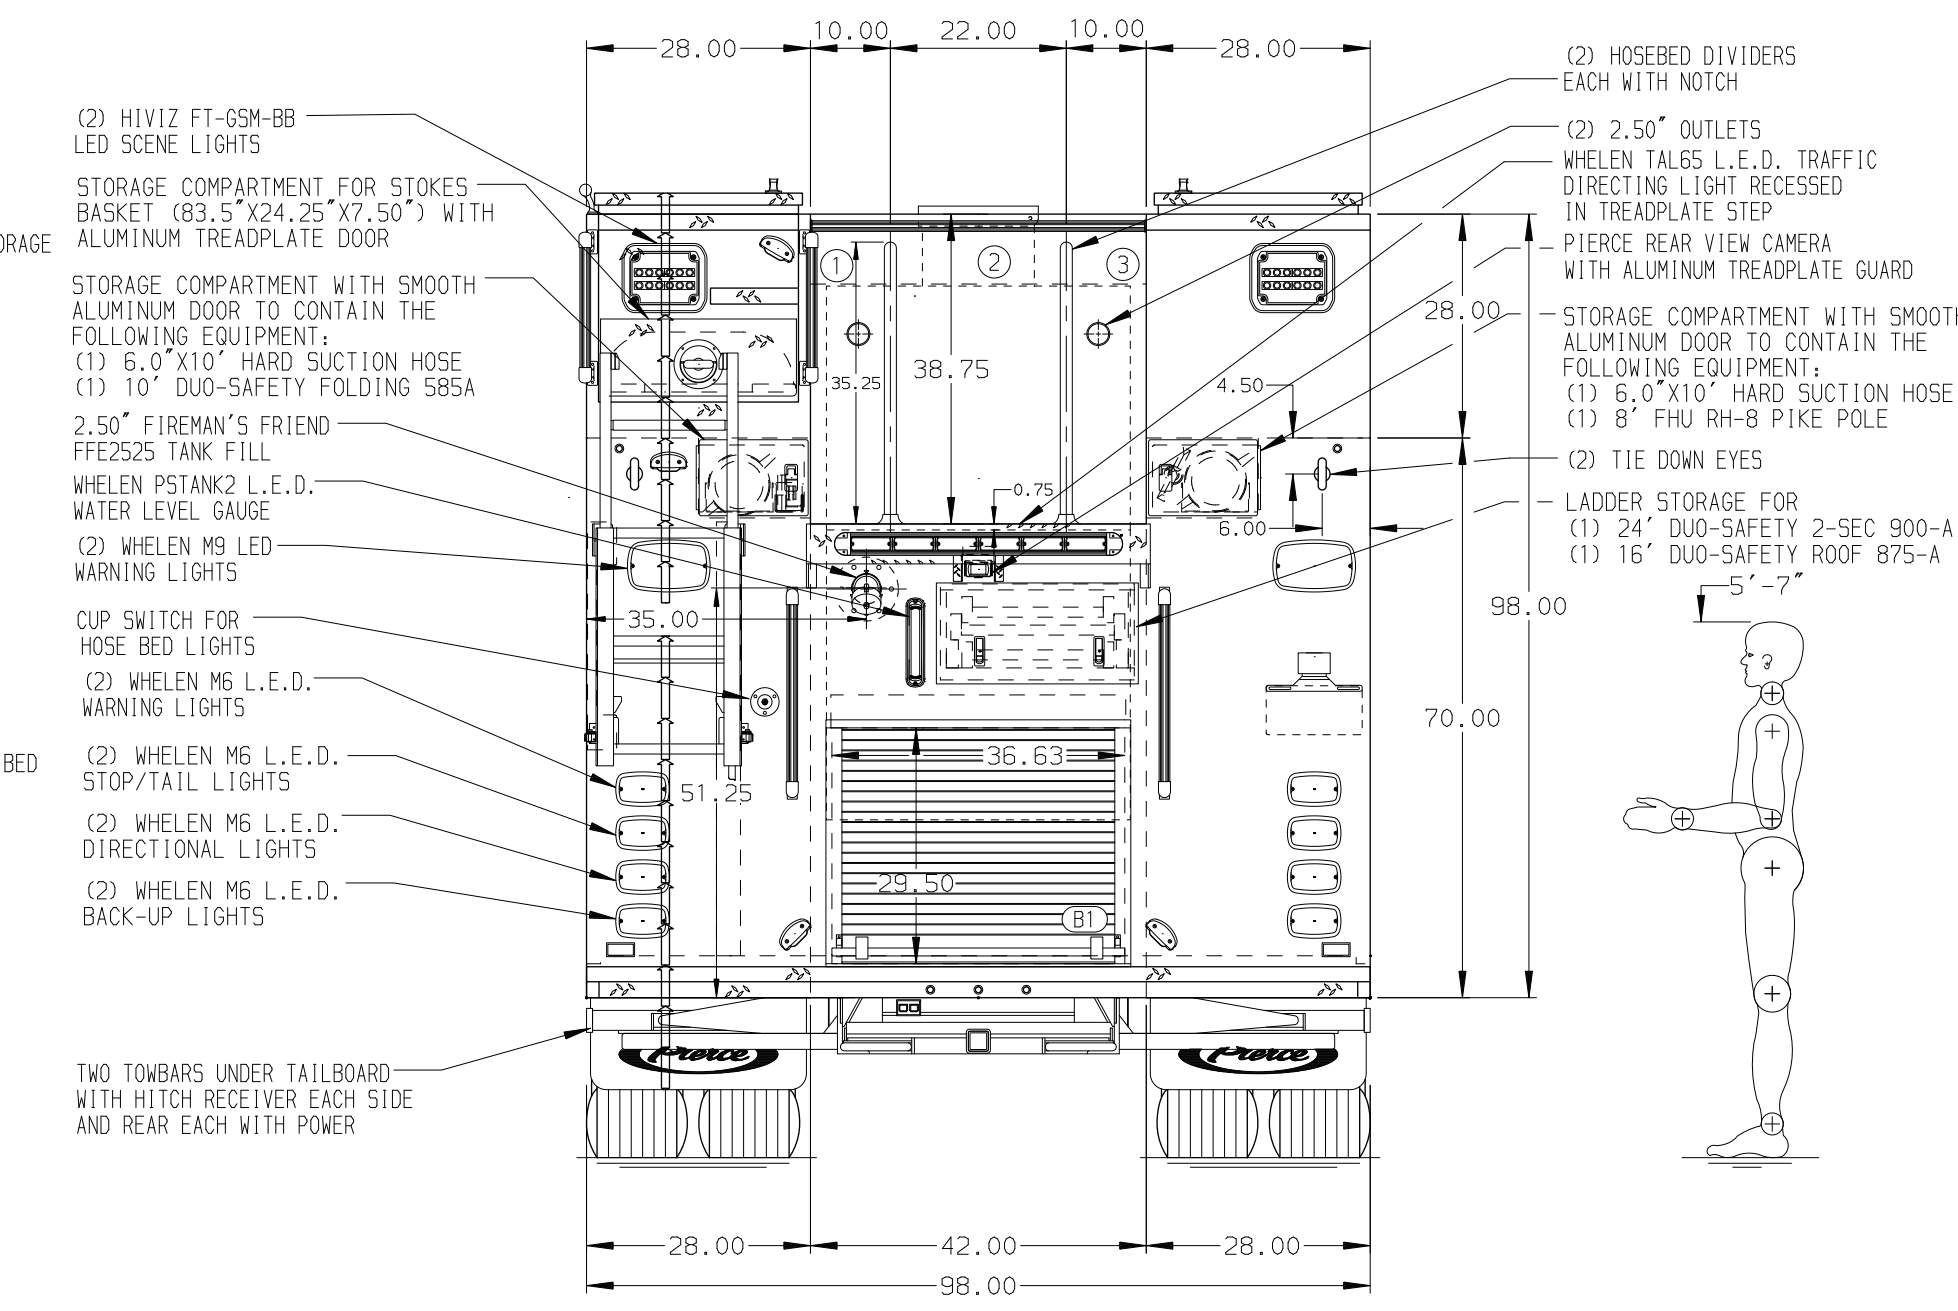 10.00
22.00
10.00
28.00
28.00
(2) HOSEBED DIVIDERS
EACH WITH NOTCH
(2) HIVIZ FT-GSM-BB
LED SCENE LIGHTS
(2) 2.50" OUTLETS
WHELEN TAL65 L.E.D. TRAFFIC
DIRECTING LIGHT RECESSED
IN TREADPLATE STEP
STORAGE COMPARTMENT FOR STOKES
BASKET (83.5"X24.25"X7.50") WITH
ALUMINUM TREADPLATE DOOR
ORAGE
PIERCE REAR VIEW CAMERA
WITH ALUMINUM TREADPLATE GUARD
1
2
3
STORAGE COMPARTMENT WITH SMOOTH
ALUMINUM DOOR TO CONTAIN THE
FOLLOWING EQUIPMENT:
(1) 6.0"X10' HARD SUCTION HOSE
(1) 10' DUO-SAFETY FOLDING 585A
28.00
STORAGE COMPARTMENT WITH SMOOTH
ALUMINUM DOOR TO CONTAIN THE
FOLLOWING EQUIPMENT:
(1) 6.0"X10' HARD SUCTION HOSE
(1) 8' FHU RH-8 PIKE POLE
35.25
38.75
4.50
2.50" FIREMAN'S FRIEND
FFE2525 TANK FILL
(2) TIE DOWN EYES
WHELEN PSTANK2 L.E.D.
WATER LEVEL GAUGE
0.75
6.00
LADDER STORAGE FOR
(1) 24' DUO-SAFETY 2-SEC 900-A
(1) 16' DUO-SAFETY ROOF 875-A
(2) WHELEN M9 LED
WARNING LIGHTS
5'-7"
98.00
35.00
CUP SWITCH FOR
HOSE BED LIGHTS
(2) WHELEN M6 L.E.D.
WARNING LIGHTS
70.00
(2) WHELEN M6 L.E.D.
STOP/TAIL LIGHTS
BED
36.63
51.25
(2) WHELEN M6 L.E.D.
DIRECTIONAL LIGHTS
29.50
(2) WHELEN M6 L.E.D.
BACK-UP LIGHTS
B1
Pierce
Pierce
TWO TOWBARS UNDER TAILBOARD
WITH HITCH RECEIVER EACH SIDE
AND REAR EACH WITH POWER
28.00
42.00
28.00
98.00